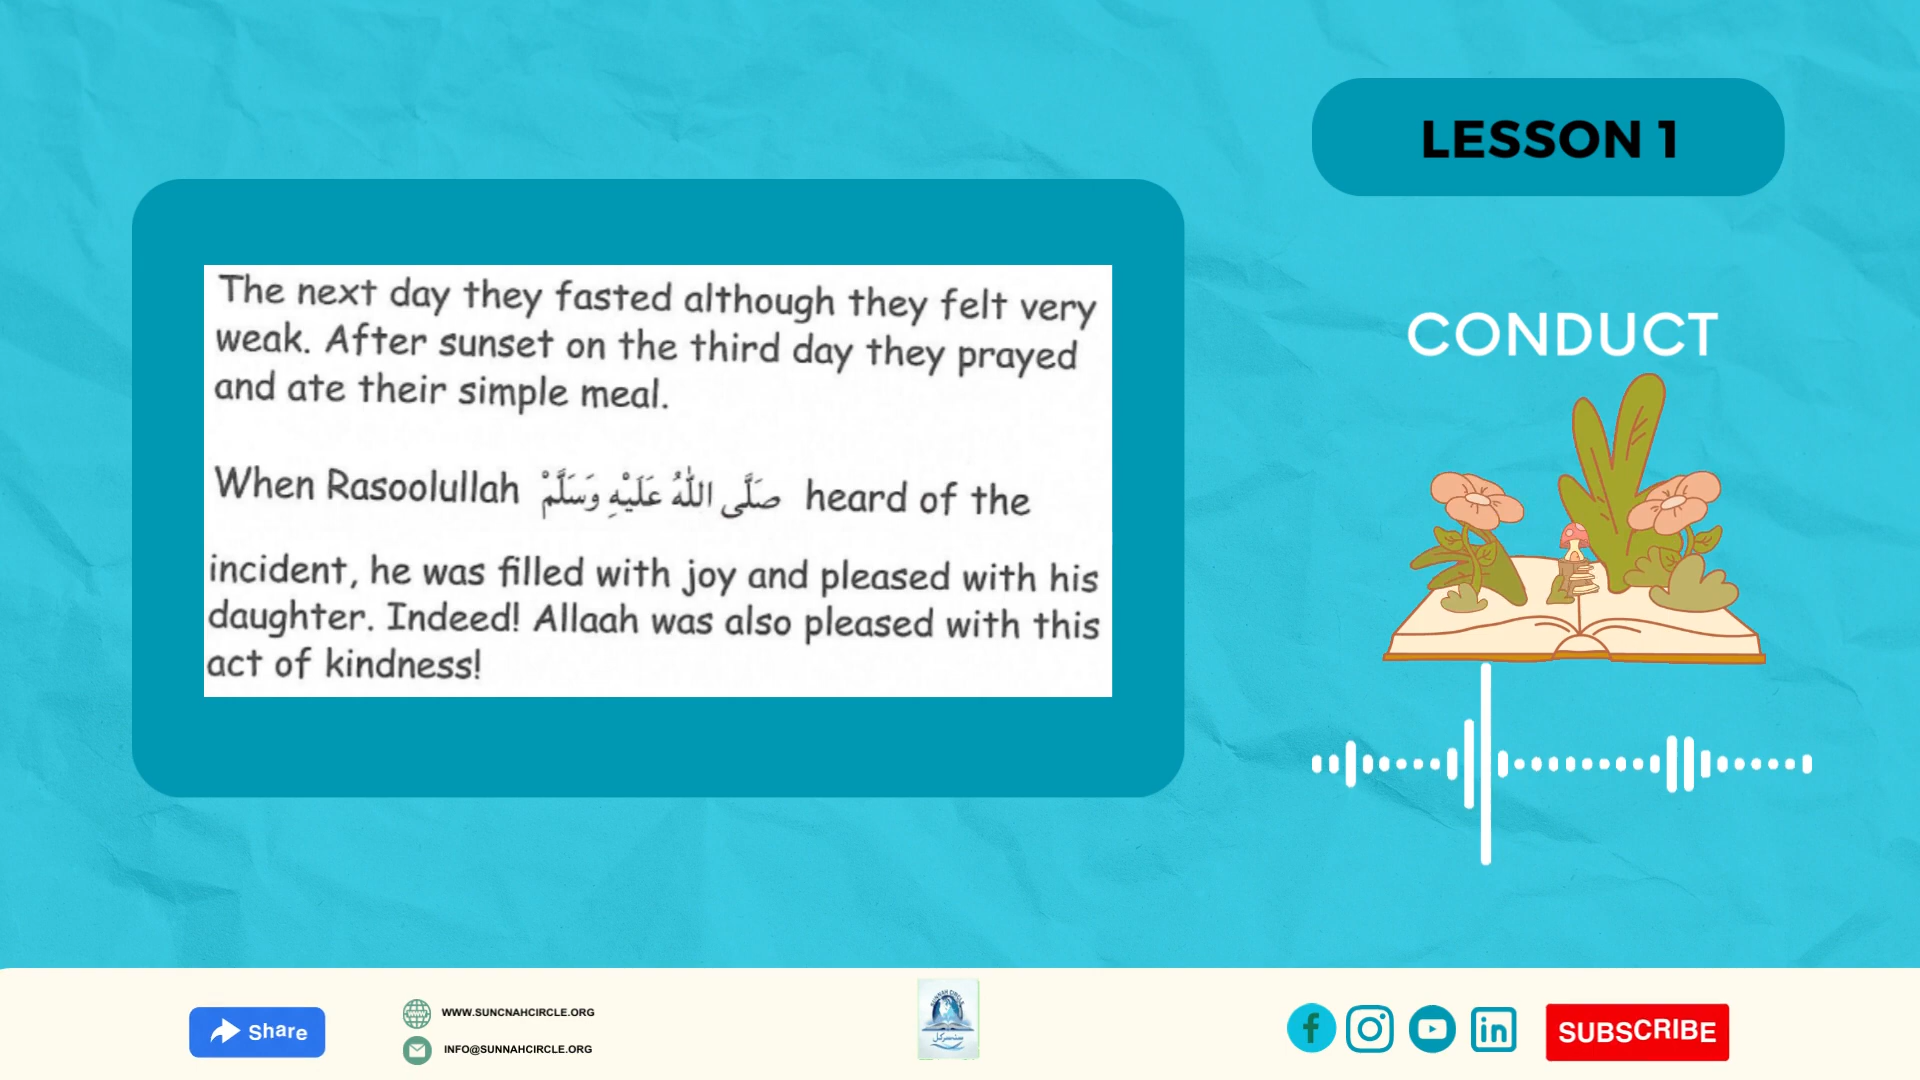 LESSON 1
CONDUCT
The next day they fasted although they felt very
weak. After sunset on the third day they prayed
and ate their simple meal.
When Rasoolullah صَلَّى اللهُ عَلَيْهِ وَسَلَّمْ heard of the
incident, he was filled with joy and pleased with his
daughter. Indeed! Allaah was also pleased with this
act of kindness!
Share
WWW.SUNCNAHCIRCLE.ORG
INFO@SUNNAHCIRCLE.ORG
SUNNAH CIRCLE
SUBSCRIBE